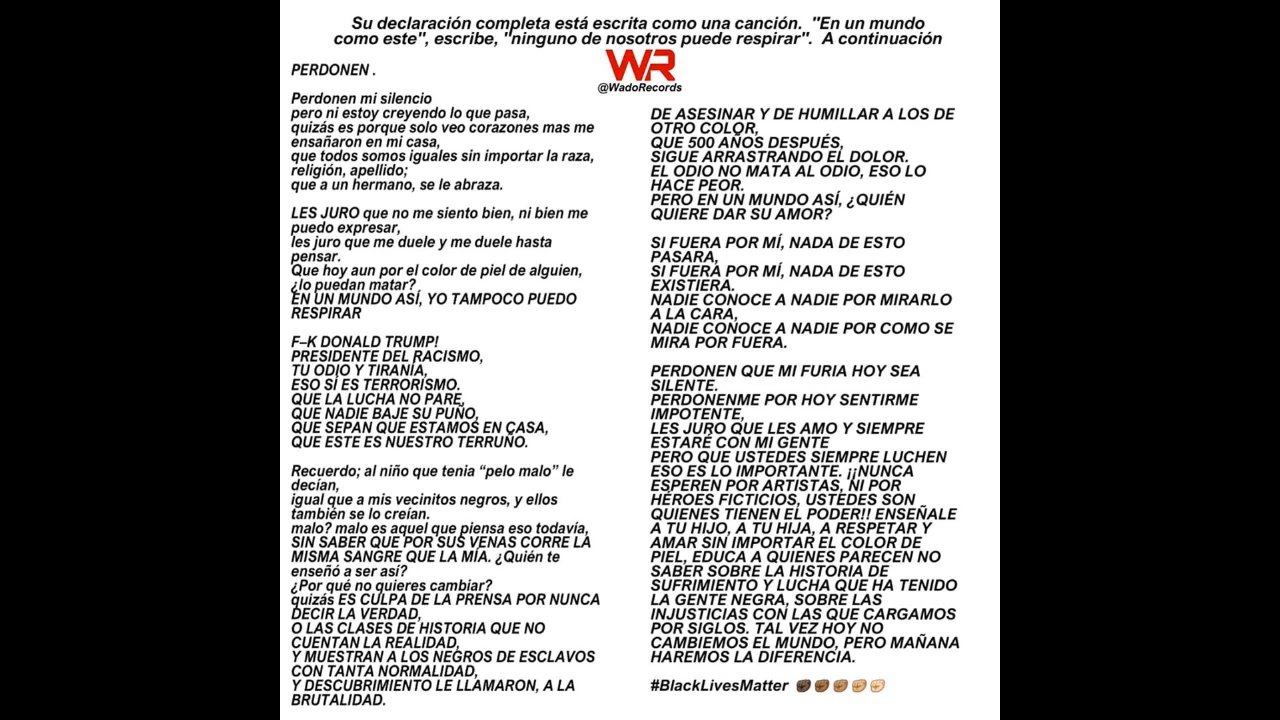 Su declaración completa está escrita como una canción. "En un mundo
como este", escribe, "ninguno de nosotros puede respirar". A continuación
WR
@WadoRecords
PERDONEN .
Perdonen mi silencio
pero ni estoy creyendo lo que pasa,
quizás es porque solo veo corazones mas me
ensañaron en mi casa,
que todos somos iguales sin importar la raza,
religión, apellido;
que a un hermano, se le abraza.
LES JURO que no me siento bien, ni bien me
puedo expresar,
les juro que me duele y me duele hasta
pensar.
Que hoy aun por el color de piel de alguien,
¿lo puedan matar?
EN UN MUNDO ASÍ, YO TAMPOCO PUEDO
RESPIRAR
F–K DONALD TRUMP!
PRESIDENTE DEL RACISMO,
TU ODIO Y TIRANÍA,
ESO SÍ ES TERRORISMO.
QUE LA LUCHA NO PARE,
QUE NADIE BAJE SU PUÑO,
QUE SEPAN QUE ESTAMOS EN CASA,
QUE ESTE ES NUESTRO TERRUÑO.
Recuerdo; al niño que tenia “pelo malo” le
decían,
igual que a mis vecinitos negros, y ellos
también se lo creían.
malo? malo es aquel que piensa eso todavía,
SIN SABER QUE POR SUS VENAS CORRE LA
MISMA SANGRE QUE LA MÍA. ¿Quién te
enseñó a ser así?
¿Por qué no quieres cambiar?
quizás ES CULPA DE LA PRENSA POR NUNCA
DECIR LA VERDAD,
O LAS CLASES DE HISTORIA QUE NO
CUENTAN LA REALIDAD,
Y MUESTRAN A LOS NEGROS DE ESCLAVOS
CON TANTA NORMALIDAD,
Y DESCUBRIMIENTO LE LLAMARON, A LA
BRUTALIDAD.
DE ASESINAR Y DE HUMILLAR A LOS DE
OTRO COLOR,
QUE 500 AÑOS DESPUÉS,
SIGUE ARRASTRANDO EL DOLOR.
EL ODIO NO MATA AL ODIO, ESO LO
HACE PEOR.
PERO EN UN MUNDO ASÍ, ¿QUIÉN
QUIERE DAR SU AMOR?
SI FUERA POR MÍ, NADA DE ESTO
PASARA,
SI FUERA POR MÍ, NADA DE ESTO
EXISTIERA.
NADIE CONOCE A NADIE POR MIRARLO
A LA CARA,
NADIE CONOCE A NADIE POR COMO SE
MIRA POR FUERA.
PERDONEN QUE MI FURIA HOY SEA
SILENTE.
PERDONENME POR HOY SENTIRME
IMPOTENTE,
LES JURO QUE LES AMO Y SIEMPRE
ESTARÉ CON MI GENTE
PERO QUE USTEDES SIEMPRE LUCHEN
ESO ES LO IMPORTANTE. ¡¡NUNCA
ESPEREN POR ARTISTAS, NI POR
HÉROES FICTICIOS, USTEDES SON
QUIENES TIENEN EL PODER!! ENSEÑALE
A TU HIJO, A TU HIJA, A RESPETAR Y
AMAR SIN IMPORTAR EL COLOR DE
PIEL, EDUCA A QUIENES PARECEN NO
SABER SOBRE LA HISTORIA DE
SUFRIMIENTO Y LUCHA QUE HA TENIDO
LA GENTE NEGRA, SOBRE LAS
INJUSTICIAS CON LAS QUE CARGAMOS
POR SIGLOS. TAL VEZ HOY NO
CAMBIEMOS EL MUNDO, PERO MAÑANA
HAREMOS LA DIFERENCIA.
#BlackLivesMatter ✊🏿✊🏾✊🏽✊🏼✊🏻